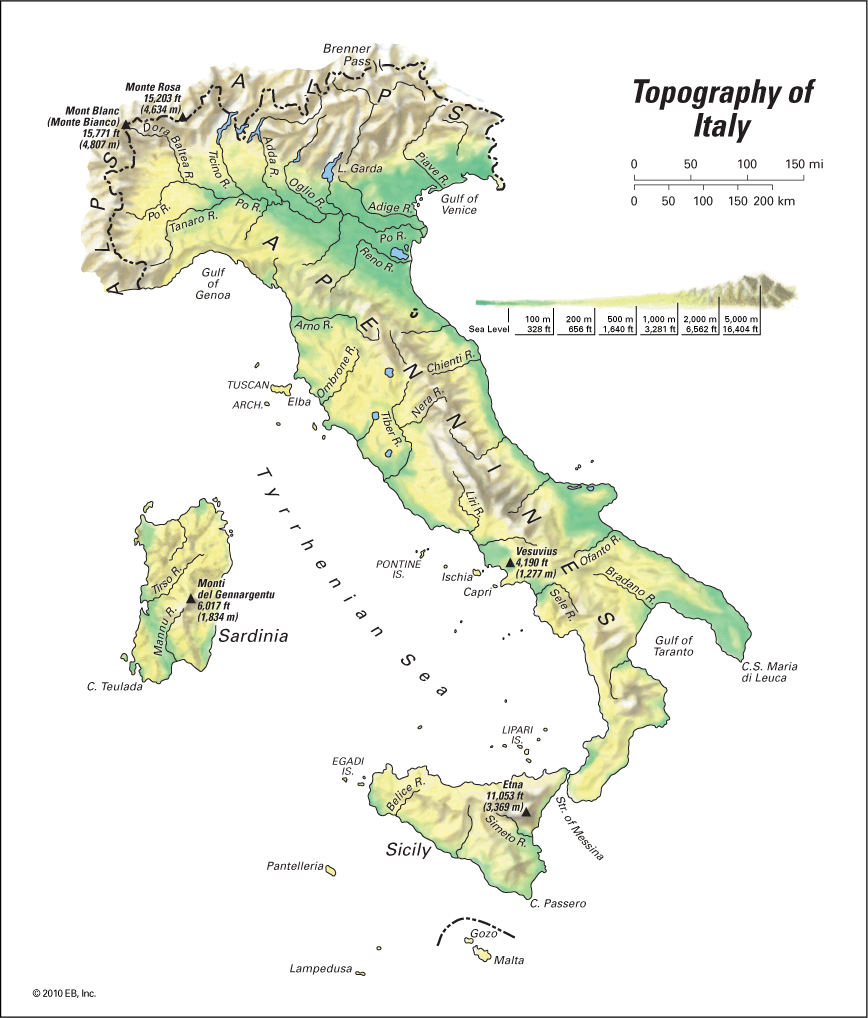 Topography of
Italy
0 50 100 150 mi
0 50 100 150 200 km
Sea Level
100 m
328 ft
200 m
656 ft
500 m
1,640 ft
1,000 m
3,281 ft
2,000 m
6,562 ft
5,000 m
16,404 ft
Brenner
Pass
Monte Rosa
15,203 ft
(4,634 m)
Mont Blanc
(Monte Bianco)
15,771 ft
(4,807 m)
ALPS
ALPS
Dora Baltea R.
Ticino R.
Adda R.
Oglio R.
L. Garda
Piave R.
Adige R.
Gulf of
Venice
Po R.
Tanaro R.
Po R.
Po R.
Reno R.
Gulf
of
Genoa
APENNINES
Arno R.
Ombrone R.
Chienti R.
Nera R.
Tiber R.
TUSCAN
ARCH.
Elba
Liri R.
Tyrrhenian Sea
PONTINE
IS.
Ischia
Capri
Vesuvius
4,190 ft
(1,277 m)
Ofanto R.
Bradano R.
Sele R.
Gulf of
Taranto
C.S. Maria
di Leuca
Tirso R.
Monti
del Gennargentu
6,017 ft
(1,834 m)
Mannu R.
Sardinia
C. Teulada
LIPARI
IS.
EGADI
IS.
Belice R.
Etna
11,053 ft
(3,369 m)
Simeto R.
Str. of Messina
Sicily
Pantelleria
C. Passero
Gozo
Malta
Lampedusa
© 2010 EB, Inc.